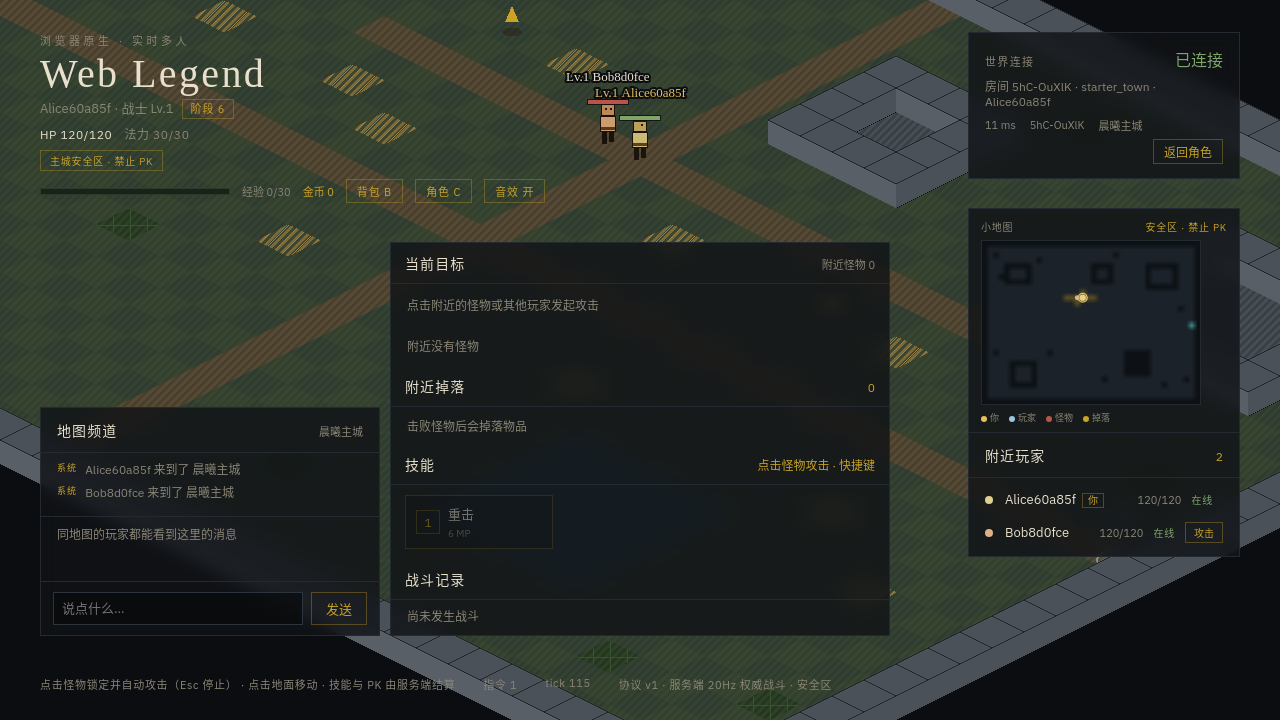 浏览器原生 · 实时多人
Web Legend
Alice60a85f · 战士 Lv.1 阶段 6
HP 120/120 法力 30/30
主城安全区 · 禁止 PK
经验 0/30 金币 0 背包 B 角色 C 音效 开
Lv.1 Bob8d0fce
Lv.1 Alice60a85f
世界连接 已连接
房间 5hC-OuXlK · starter_town ·
Alice60a85f
11 ms 5hC-OuXlK 晨曦主城
返回角色
小地图 安全区 · 禁止 PK
你 玩家 怪物 掉落
附近玩家 2
Alice60a85f 你 120/120 在线
Bob8d0fce 120/120 在线 攻击
当前目标 附近怪物 0
点击附近的怪物或其他玩家发起攻击
附近没有怪物
附近掉落 0
击败怪物后会掉落物品
技能 点击怪物攻击 · 快捷键
1 重击
6 MP
战斗记录
尚未发生战斗
地图频道 晨曦主城
系统 Alice60a85f 来到了 晨曦主城
系统 Bob8d0fce 来到了 晨曦主城
同地图的玩家都能看到这里的消息
说点什么… 发送
点击怪物锁定并自动攻击（Esc 停止） · 点击地面移动 · 技能与 PK 由服务端结算 指令 1 tick 115 协议 v1 · 服务端 20Hz 权威战斗 · 安全区